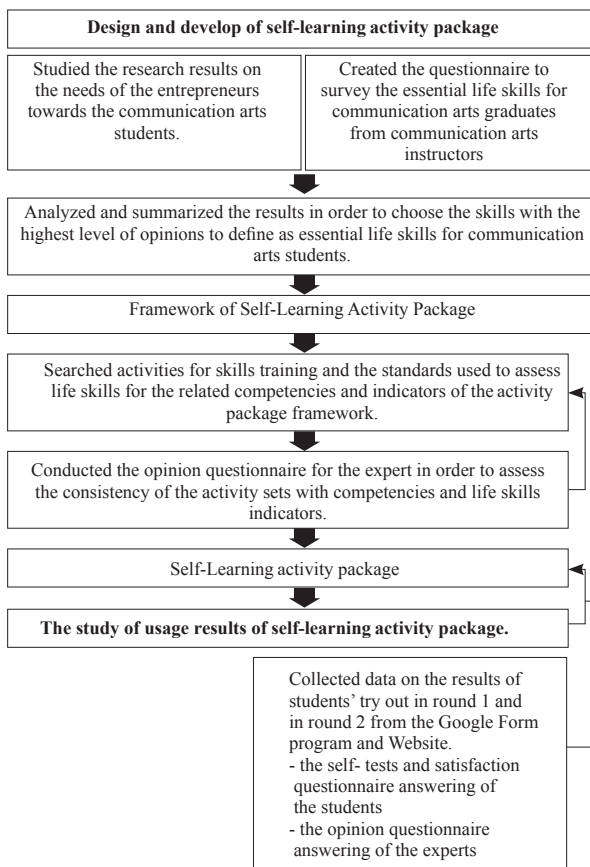 Design and develop of self-learning activity package
Studied the research results on
the needs of the entrepreneurs
towards the communication arts
students.
Created the questionnaire to
survey the essential life skills for
communication arts graduates
from communication arts
instructors
Analyzed and summarized the results in order to choose the skills with the
highest level of opinions to define as essential life skills for communication
arts students.
Framework of Self-Learning Activity Package
Searched activities for skills training and the standards used to assess
life skills for the related competencies and indicators of the activity
package framework.
Conducted the opinion questionnaire for the expert in order to assess
the consistency of the activity sets with competencies and life skills
indicators.
Self-Learning activity package
The study of usage results of self-learning activity package.
Collected data on the results of
students’ try out in round 1 and
in round 2 from the Google Form
program and Website.
- the self- tests and satisfaction
questionnaire answering of
the students
- the opinion questionnaire
answering of the experts